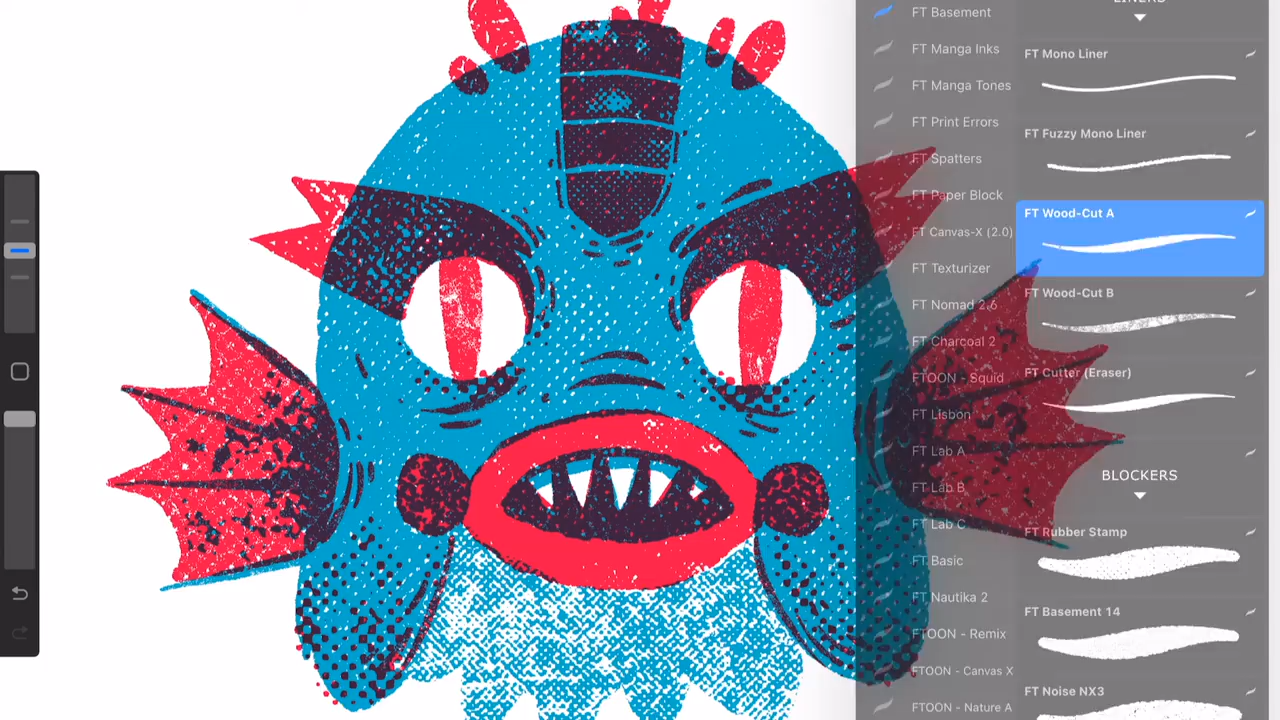 FT Basement
FT Manga Inks
FT Manga Tones
FT Print Errors
FT Spatters
FT Paper Block
FT Canvas-X (2.0)
FT Texturizer
FT Nomad 2.6
FT Charcoal 2
FTOON - Squid
FT Lisbon
FT Lab A
FT Lab B
FT Lab C
FT Basic
FT Nautika 2
FTOON - Remix
FTOON - Canvas X
FTOON - Nature A
LINERS
FT Mono Liner
FT Fuzzy Mono Liner
FT Wood-Cut A
FT Wood-Cut B
FT Cutter (Eraser)
BLOCKERS
FT Rubber Stamp
FT Basement 14
FT Noise NX3